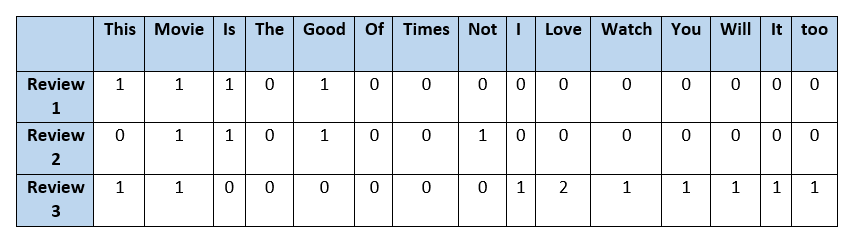 This Movie Is The Good Of Times Not I Love Watch You Will It too
Review 1 1 1 1 0 1 0 0 0 0 0 0 0 0 0 0
Review 2 0 1 1 0 1 0 0 1 0 0 0 0 0 0 0
Review 3 1 1 0 0 0 0 0 0 1 2 1 1 1 1 1